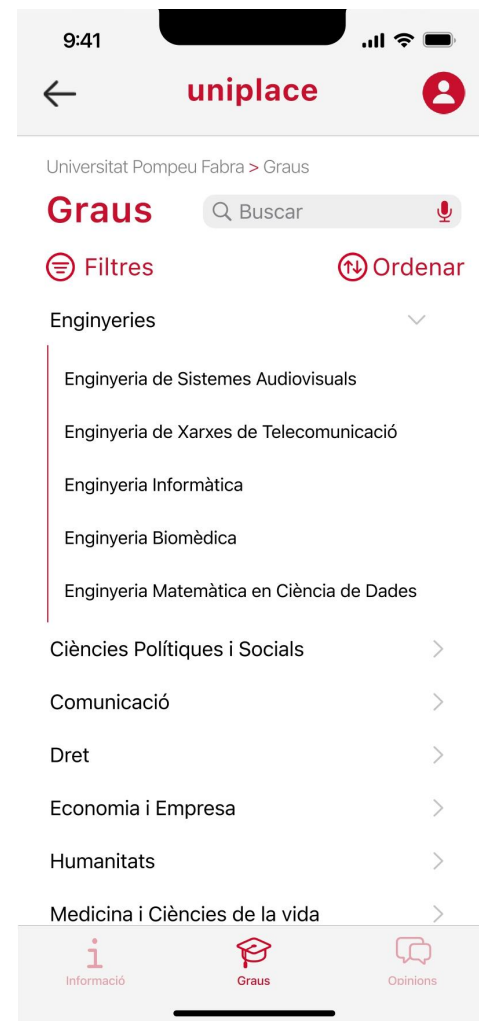 9:41
uniplace
Universitat Pompeu Fabra > Graus
Graus
Buscar
Filtres
Ordenar
Enginyeries
Enginyeria de Sistemes Audiovisuals
Enginyeria de Xarxes de Telecomunicació
Enginyeria Informàtica
Enginyeria Biomèdica
Enginyeria Matemàtica en Ciència de Dades
Ciències Polítiques i Socials
Comunicació
Dret
Economia i Empresa
Humanitats
Medicina i Ciències de la vida
Informació
Graus
Opinions